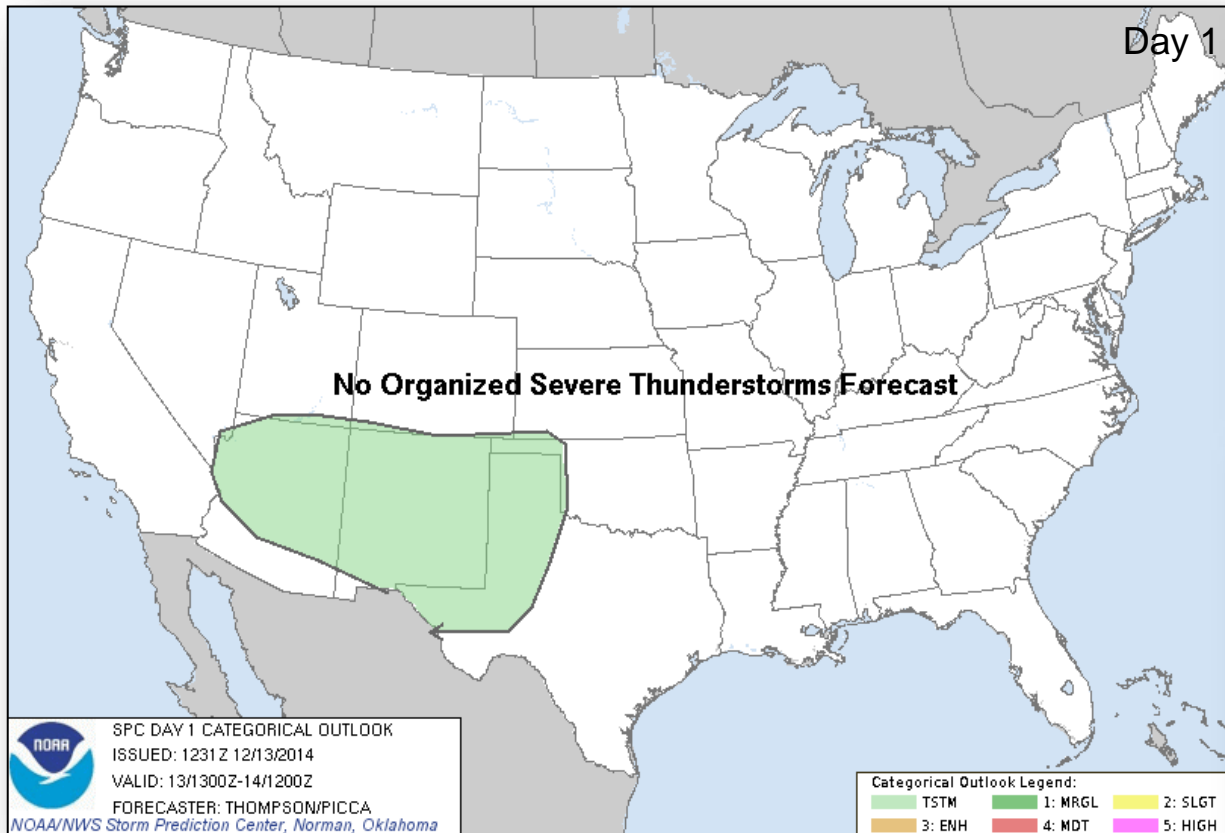 Day 1
No Organized Severe Thunderstorms Forecast
NOAA
SPC DAY 1 CATEGORICAL OUTLOOK
ISSUED: 1231Z 12/13/2014
VALID: 13/1300Z-14/1200Z
FORECASTER: THOMPSON/PICCA
NOAA/NWS Storm Prediction Center, Norman, Oklahoma
Categorical Outlook Legend:
TSTM 1: MRGL 2: SLGT
3: ENH 4: MDT 5: HIGH